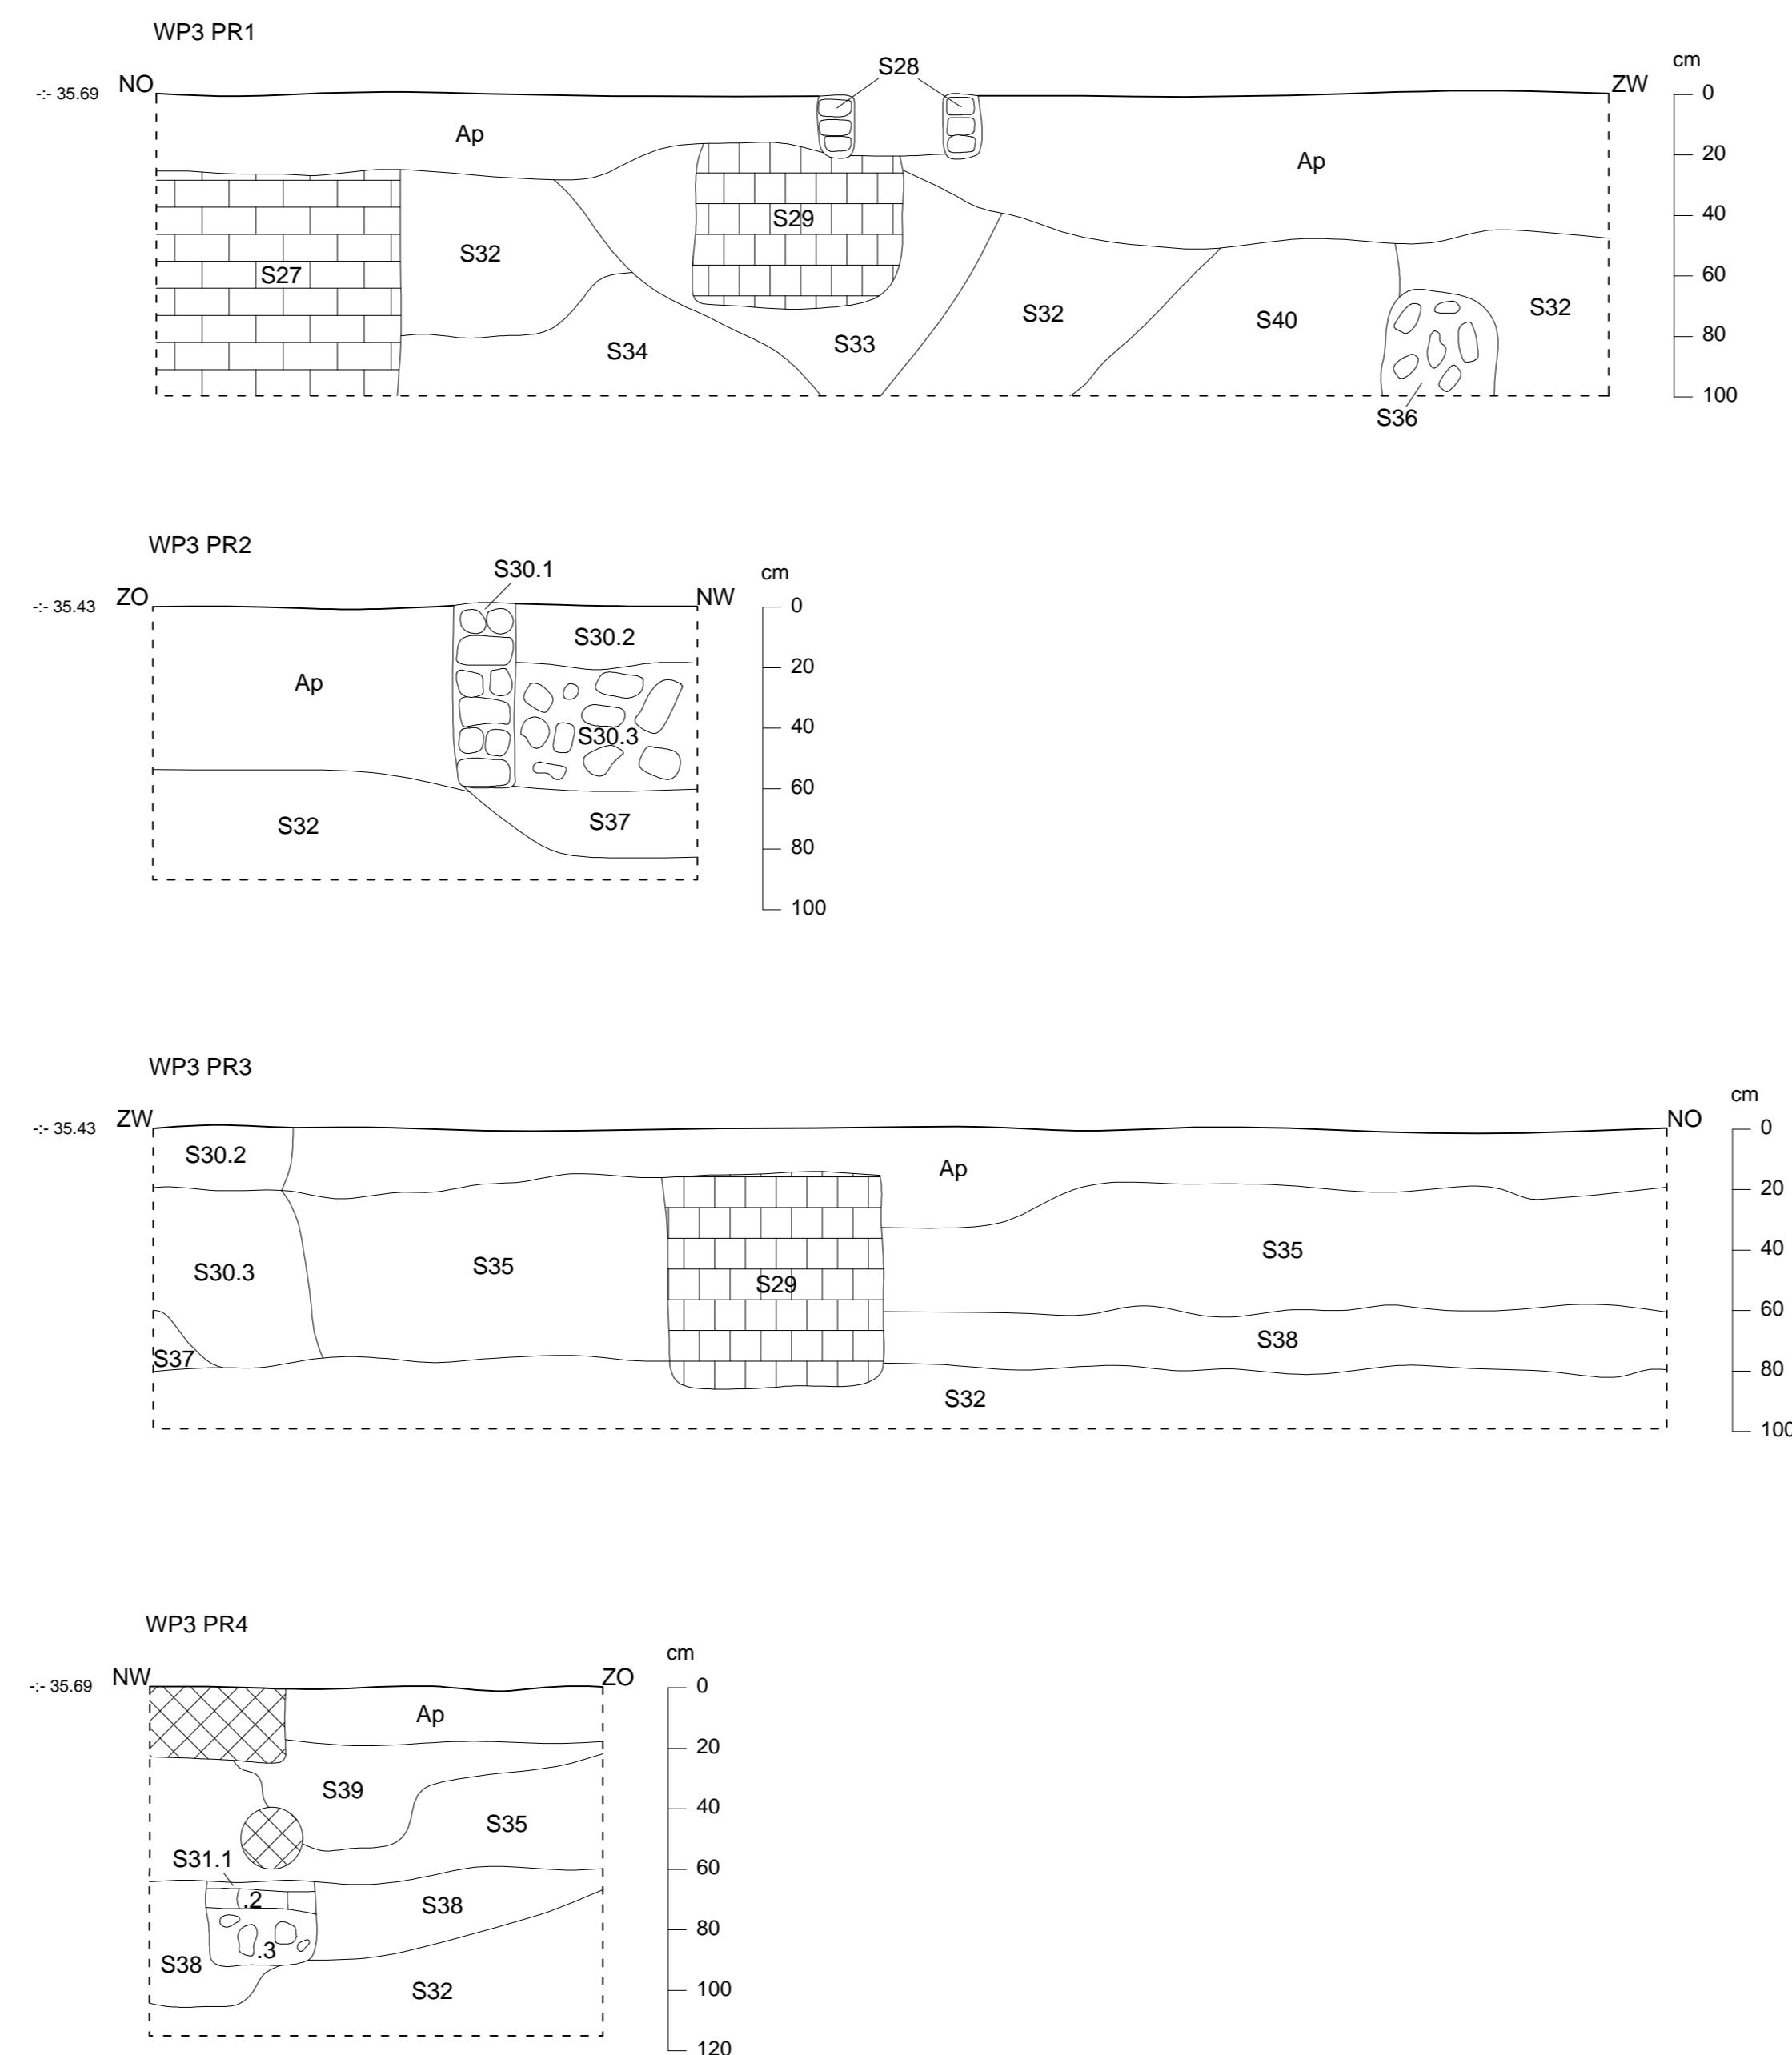 WP3 PR1
S28
cm
-:- 35.69 NO ZW 0
Ap
Ap
20
S29
40
S32
S27
60
S32
S32
S40
S34
S33
80
100
S36
WP3 PR2
S30.1
cm
-:- 35.43 ZO NW 0
S30.2
20
Ap
40
S30.3
60
S32
S37
80
100
WP3 PR3
cm
-:- 35.43 ZW NO 0
S30.2
Ap
20
S35
40
S30.3
S35
S29
60
S38
S37
80
S32
100
WP3 PR4
cm
-:- 35.69 NW ZO 0
Ap
20
S39
40
S35
S31.1
60
.2
S38
80
.3
S38
S32
100
120